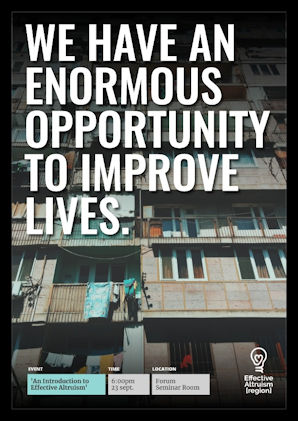 WE HAVE AN
ENORMOUS
OPPORTUNITY
TO IMPROVE
LIVES.
EVENT
'An Introduction to
Effective Altruism'
TIME
6:00pm
23 sept.
LOCATION
Forum
Seminar Room
Effective
Altruism
[region]